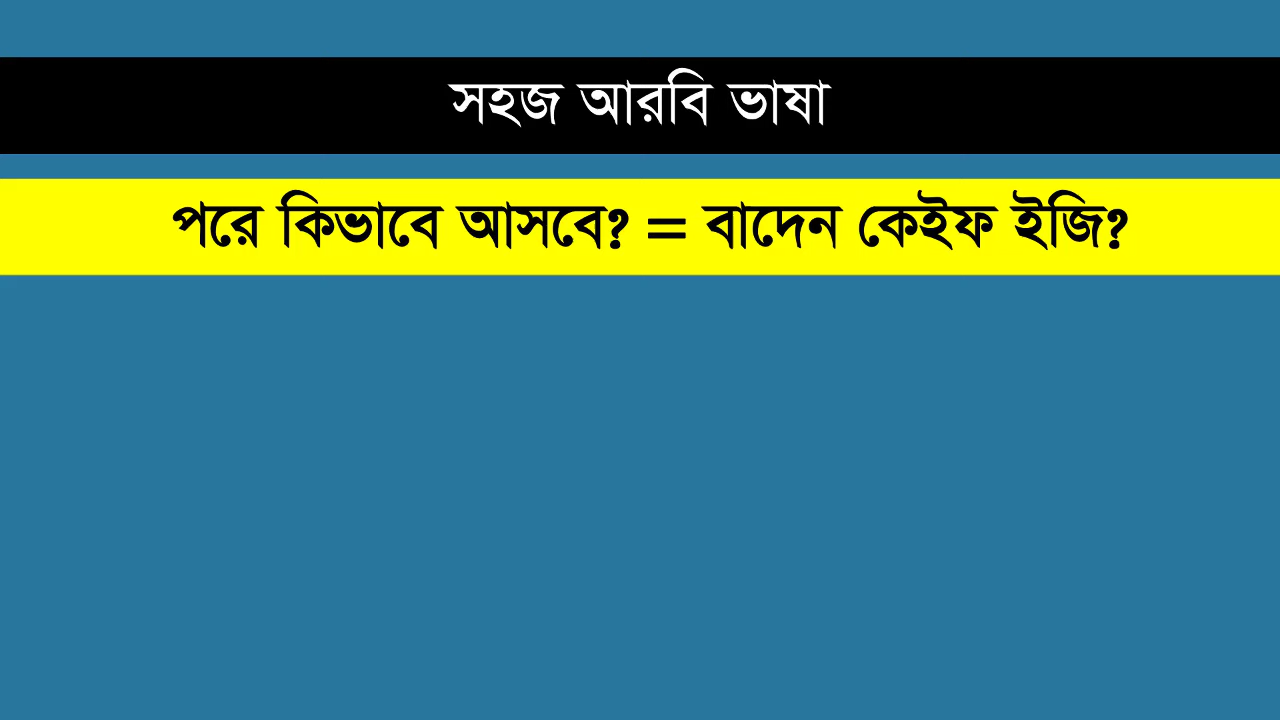 সহজ আরবি ভাষা
পরে কিভাবে আসবে? = বাদেন কেইফ ইজি?